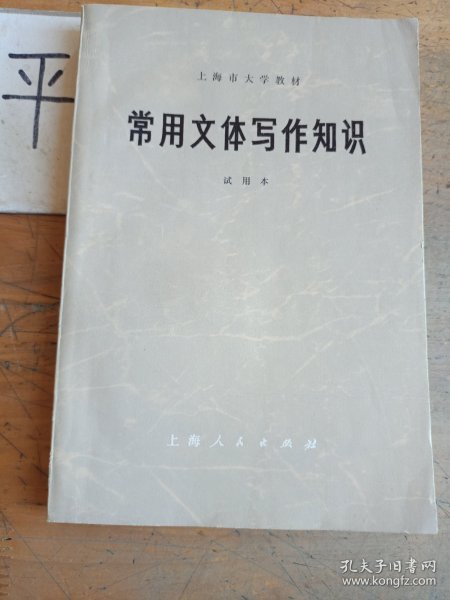 平
上海市大学教材
常用文体写作知识
试用本
上海人民出版社
孔夫子旧书网
www.kongfz.com